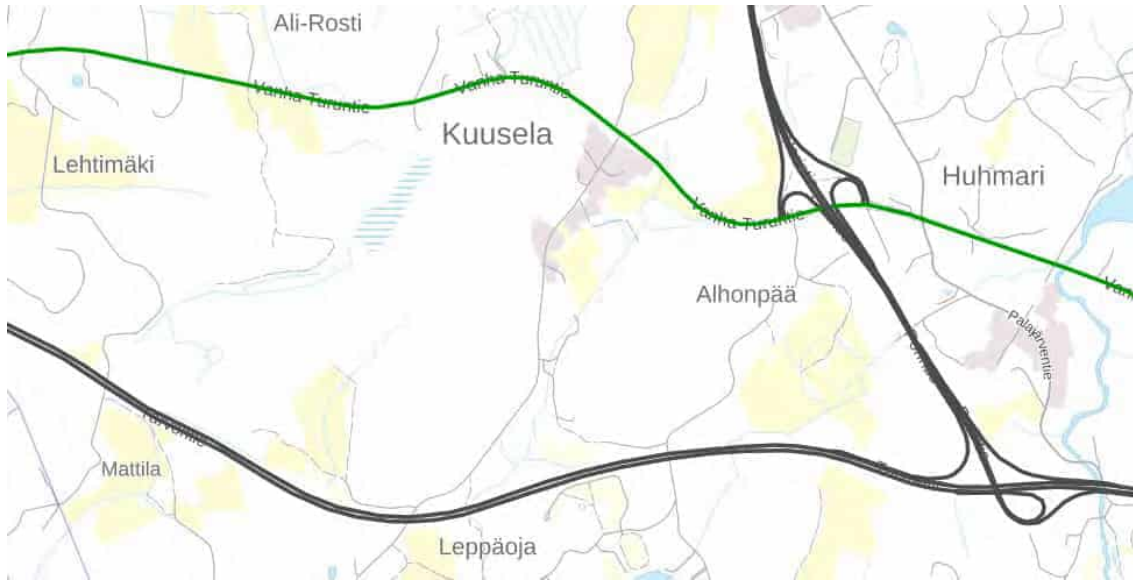 Ali-Rosti
Vanha Turuntie
Vanha Turuntie
Kuusela
Lehtimäki
Huhmari
Vanha Turuntie
Alhonpää
Palajärventie
Turuntie
Mattila
Leppäoja